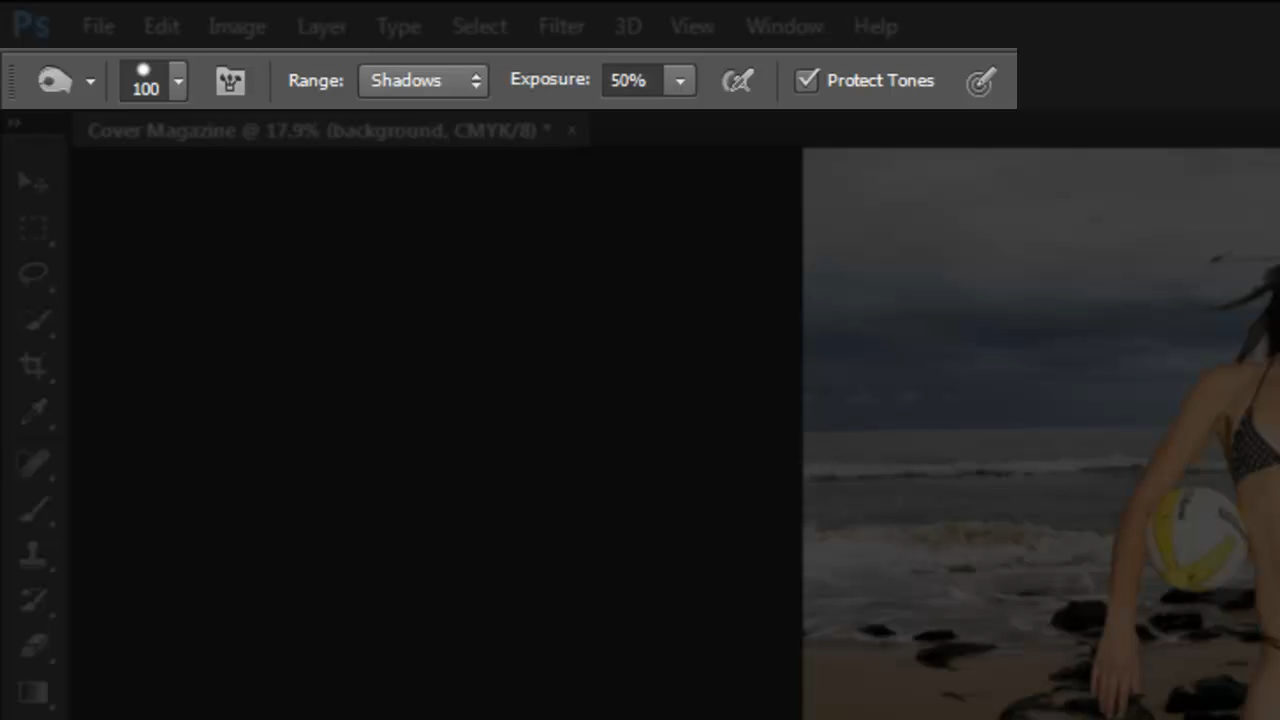 Ps File Edit Image Layer Type Select Filter 3D View Window Help
100 Range: Shadows Exposure: 50% Protect Tones
Cover Magazine @ 17.9% (background, CMYK/8) * ×